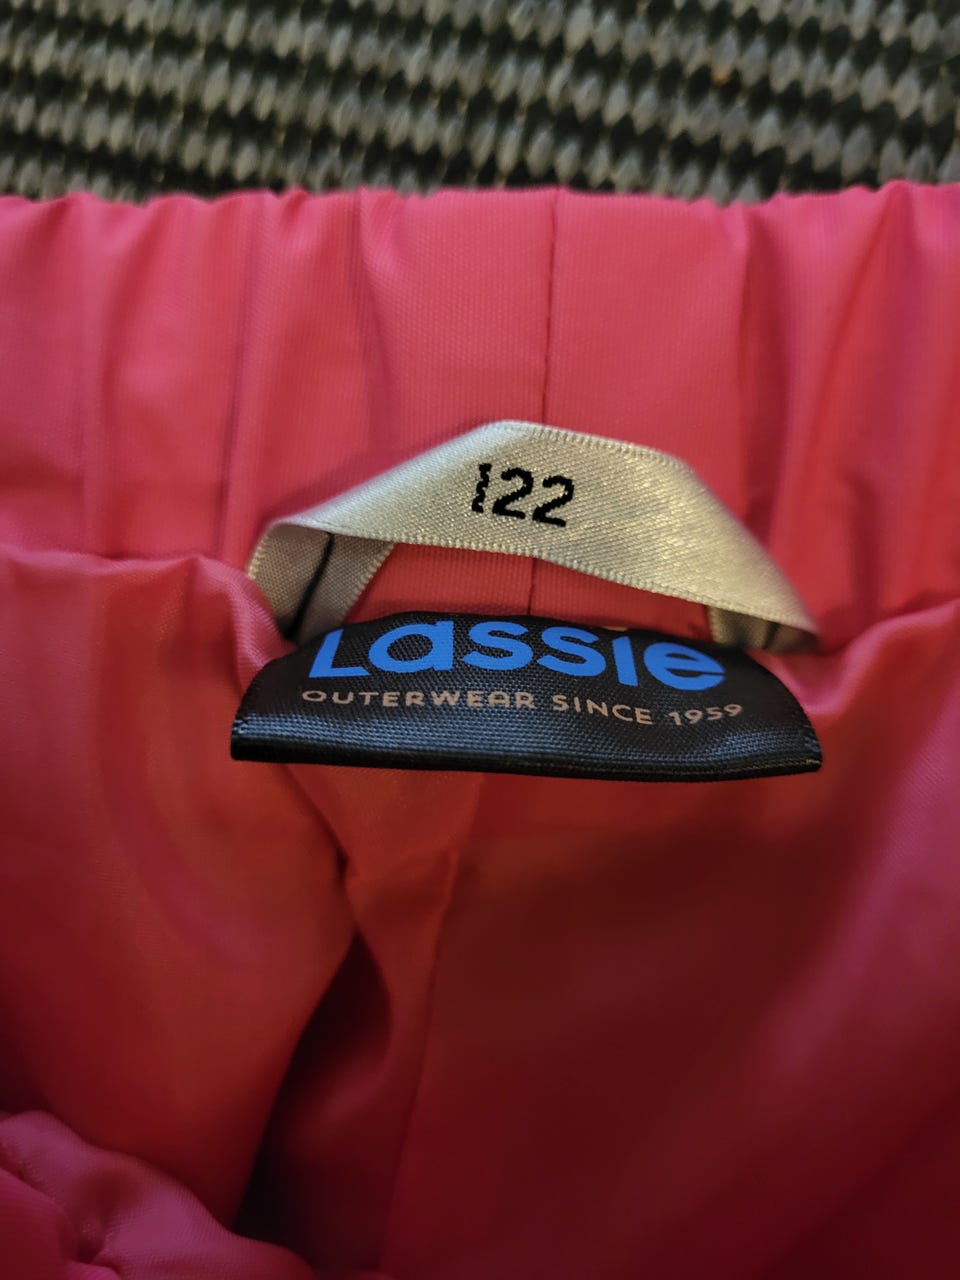 122
Lassie
OUTERWEAR SINCE 1959